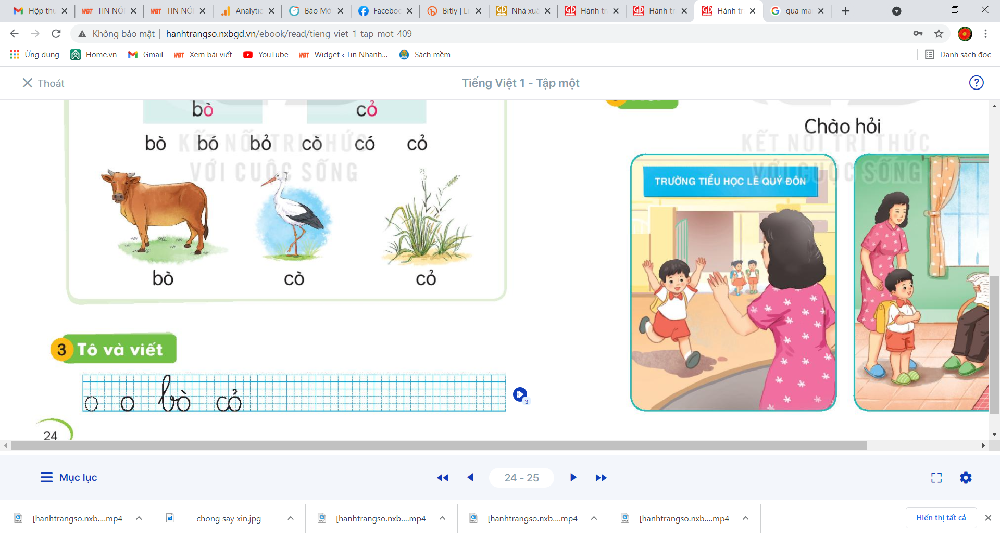 Hộp thu
TIN NÓ
TIN NÓ
Analytic
Báo Mớ
Faceboo
Bitly | Li
Nhà xuấ
Hành tr
Hành tr
Hành tr
qua ma
Không bảo mật | hanhtrangso.nxbgd.vn/ebook/read/tieng-viet-1-tap-mot-409
Ứng dụng
Home.vn
Gmail
WBT Xem bài viết
YouTube
WBT Widget ‹ Tin Nhanh...
Sách mềm
Danh sách đọc
Thoát
Tiếng Việt 1 - Tập một
?
bò cỏ
bò bó bỏ cò có cỏ
KẾT NỐI TRI THỨC
VỚI CUỘC SỐNG
bò cò cỏ
3 Tô và viết
o o bò cỏ
3
24
Chào hỏi
KẾT NỐI TRI THỨC
VỚI CUỘC SỐNG
TRƯỜNG TIỂU HỌC LÊ QUÝ ĐÔN
Mục lục
24 - 25
[hanhtrangso.nxb....mp4
chong say xin.jpg
[hanhtrangso.nxb....mp4
[hanhtrangso.nxb....mp4
[hanhtrangso.nxb....mp4
Hiển thị tất cả